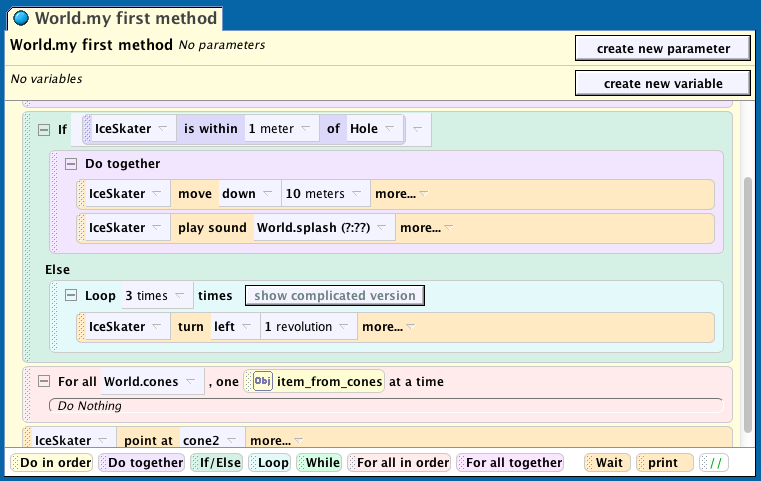 World.my first method
World.my first method No parameters create new parameter
No variables create new variable
If IceSkater is within 1 meter of Hole
Do together
IceSkater move down 10 meters more...
IceSkater play sound World.splash (?:??) more...
Else
Loop 3 times times show complicated version
IceSkater turn left 1 revolution more...
For all World.cones , one Obj item_from_cones at a time
Do Nothing
IceSkater point at cone2 more...
Do in order Do together If/Else Loop While For all in order For all together Wait print //